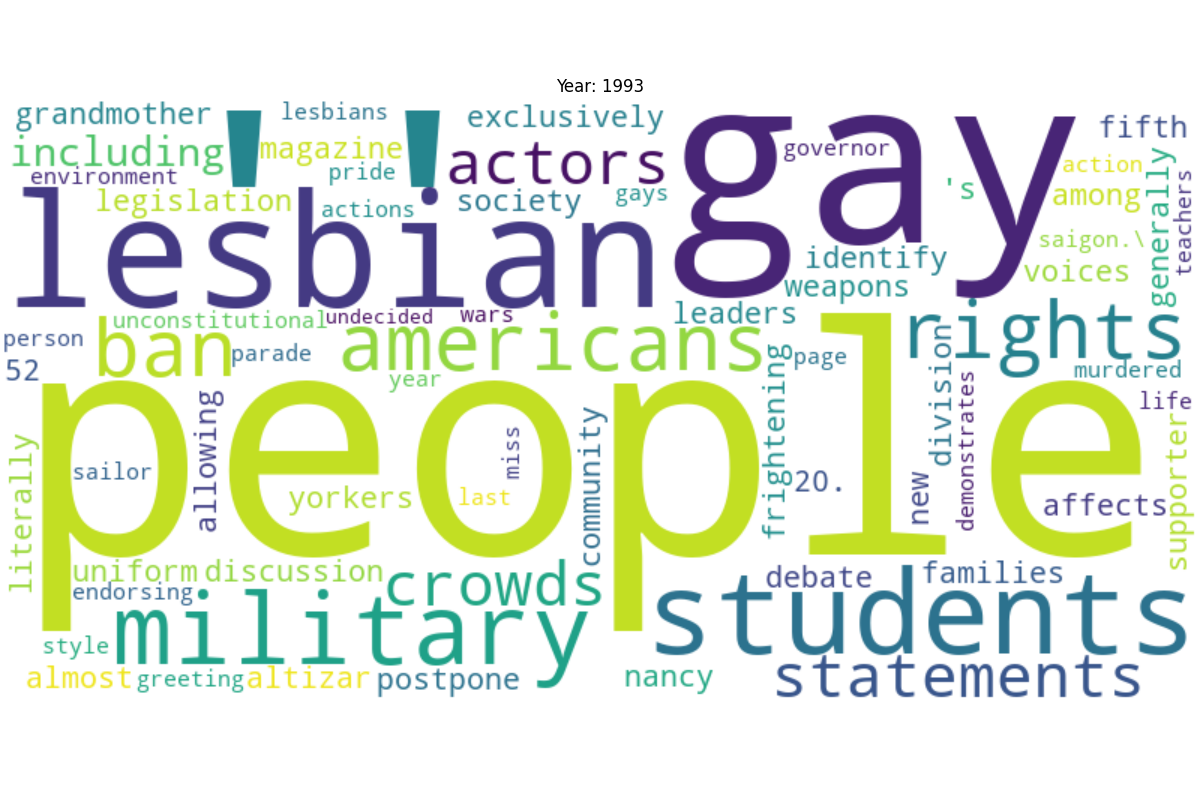 Year: 1993
grandmother
!
lesbians
!
exclusively
gay
fifth
including
magazine
actors
governor
action
environment
pride
's
among
generally
teachers
legislation
actions
society
gays
lesbian
identify
saigon.\
voices
weapons
unconstitutional
undecided
wars
leaders
rights
person
ban
parade
americans
page
division
murdered
52
year
people
frightening
demonstrates
life
literally
sailor
allowing
yorkers
last
miss
community
20.
new
affects
supporter
uniform
discussion
crowds
debate
families
endorsing
military
students
style
almost
greeting
altizar
postpone
nancy
statements